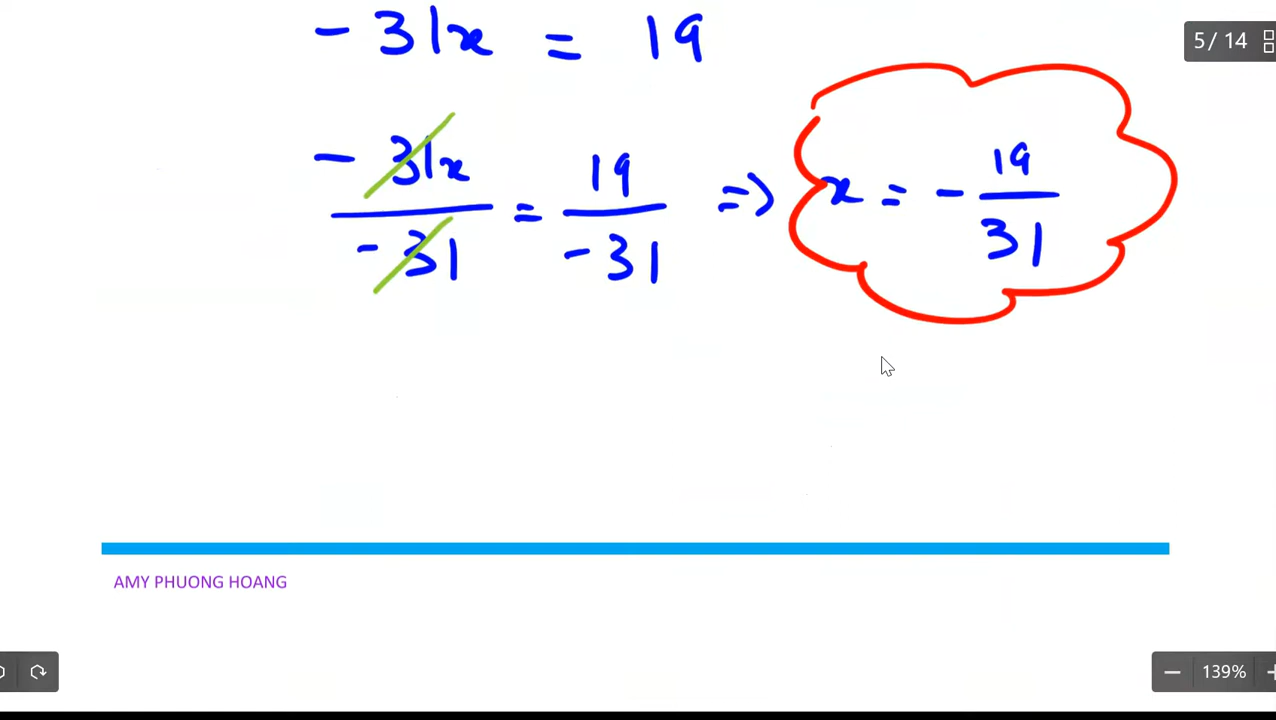 5 / 14
- 31x = 19
- 31x / - 31 = 19 / - 31 => x = - 19 / 31
AMY PHUONG HOANG
139%